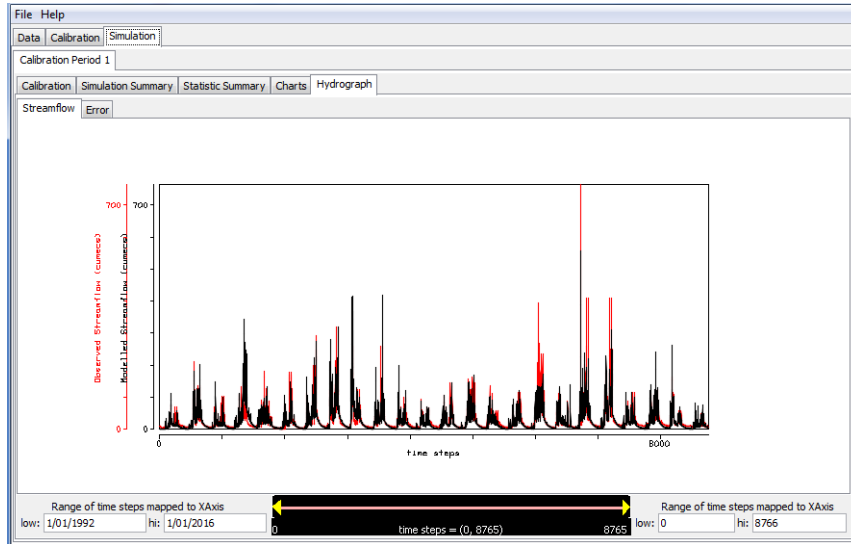 File Help
Data Calibration Simulation
Calibration Period 1
Calibration Simulation Summary Statistic Summary Charts Hydrograph
Streamflow Error
700 700
Observed Streamflow (cumecs)
Modelled Streamflow (cumecs)
0 0
0 8000
time steps
Range of time steps mapped to XAxis
low: 1/01/1992 hi: 1/01/2016
0 time steps = (0, 8765) 8765
Range of time steps mapped to XAxis
low: 0 hi: 8766